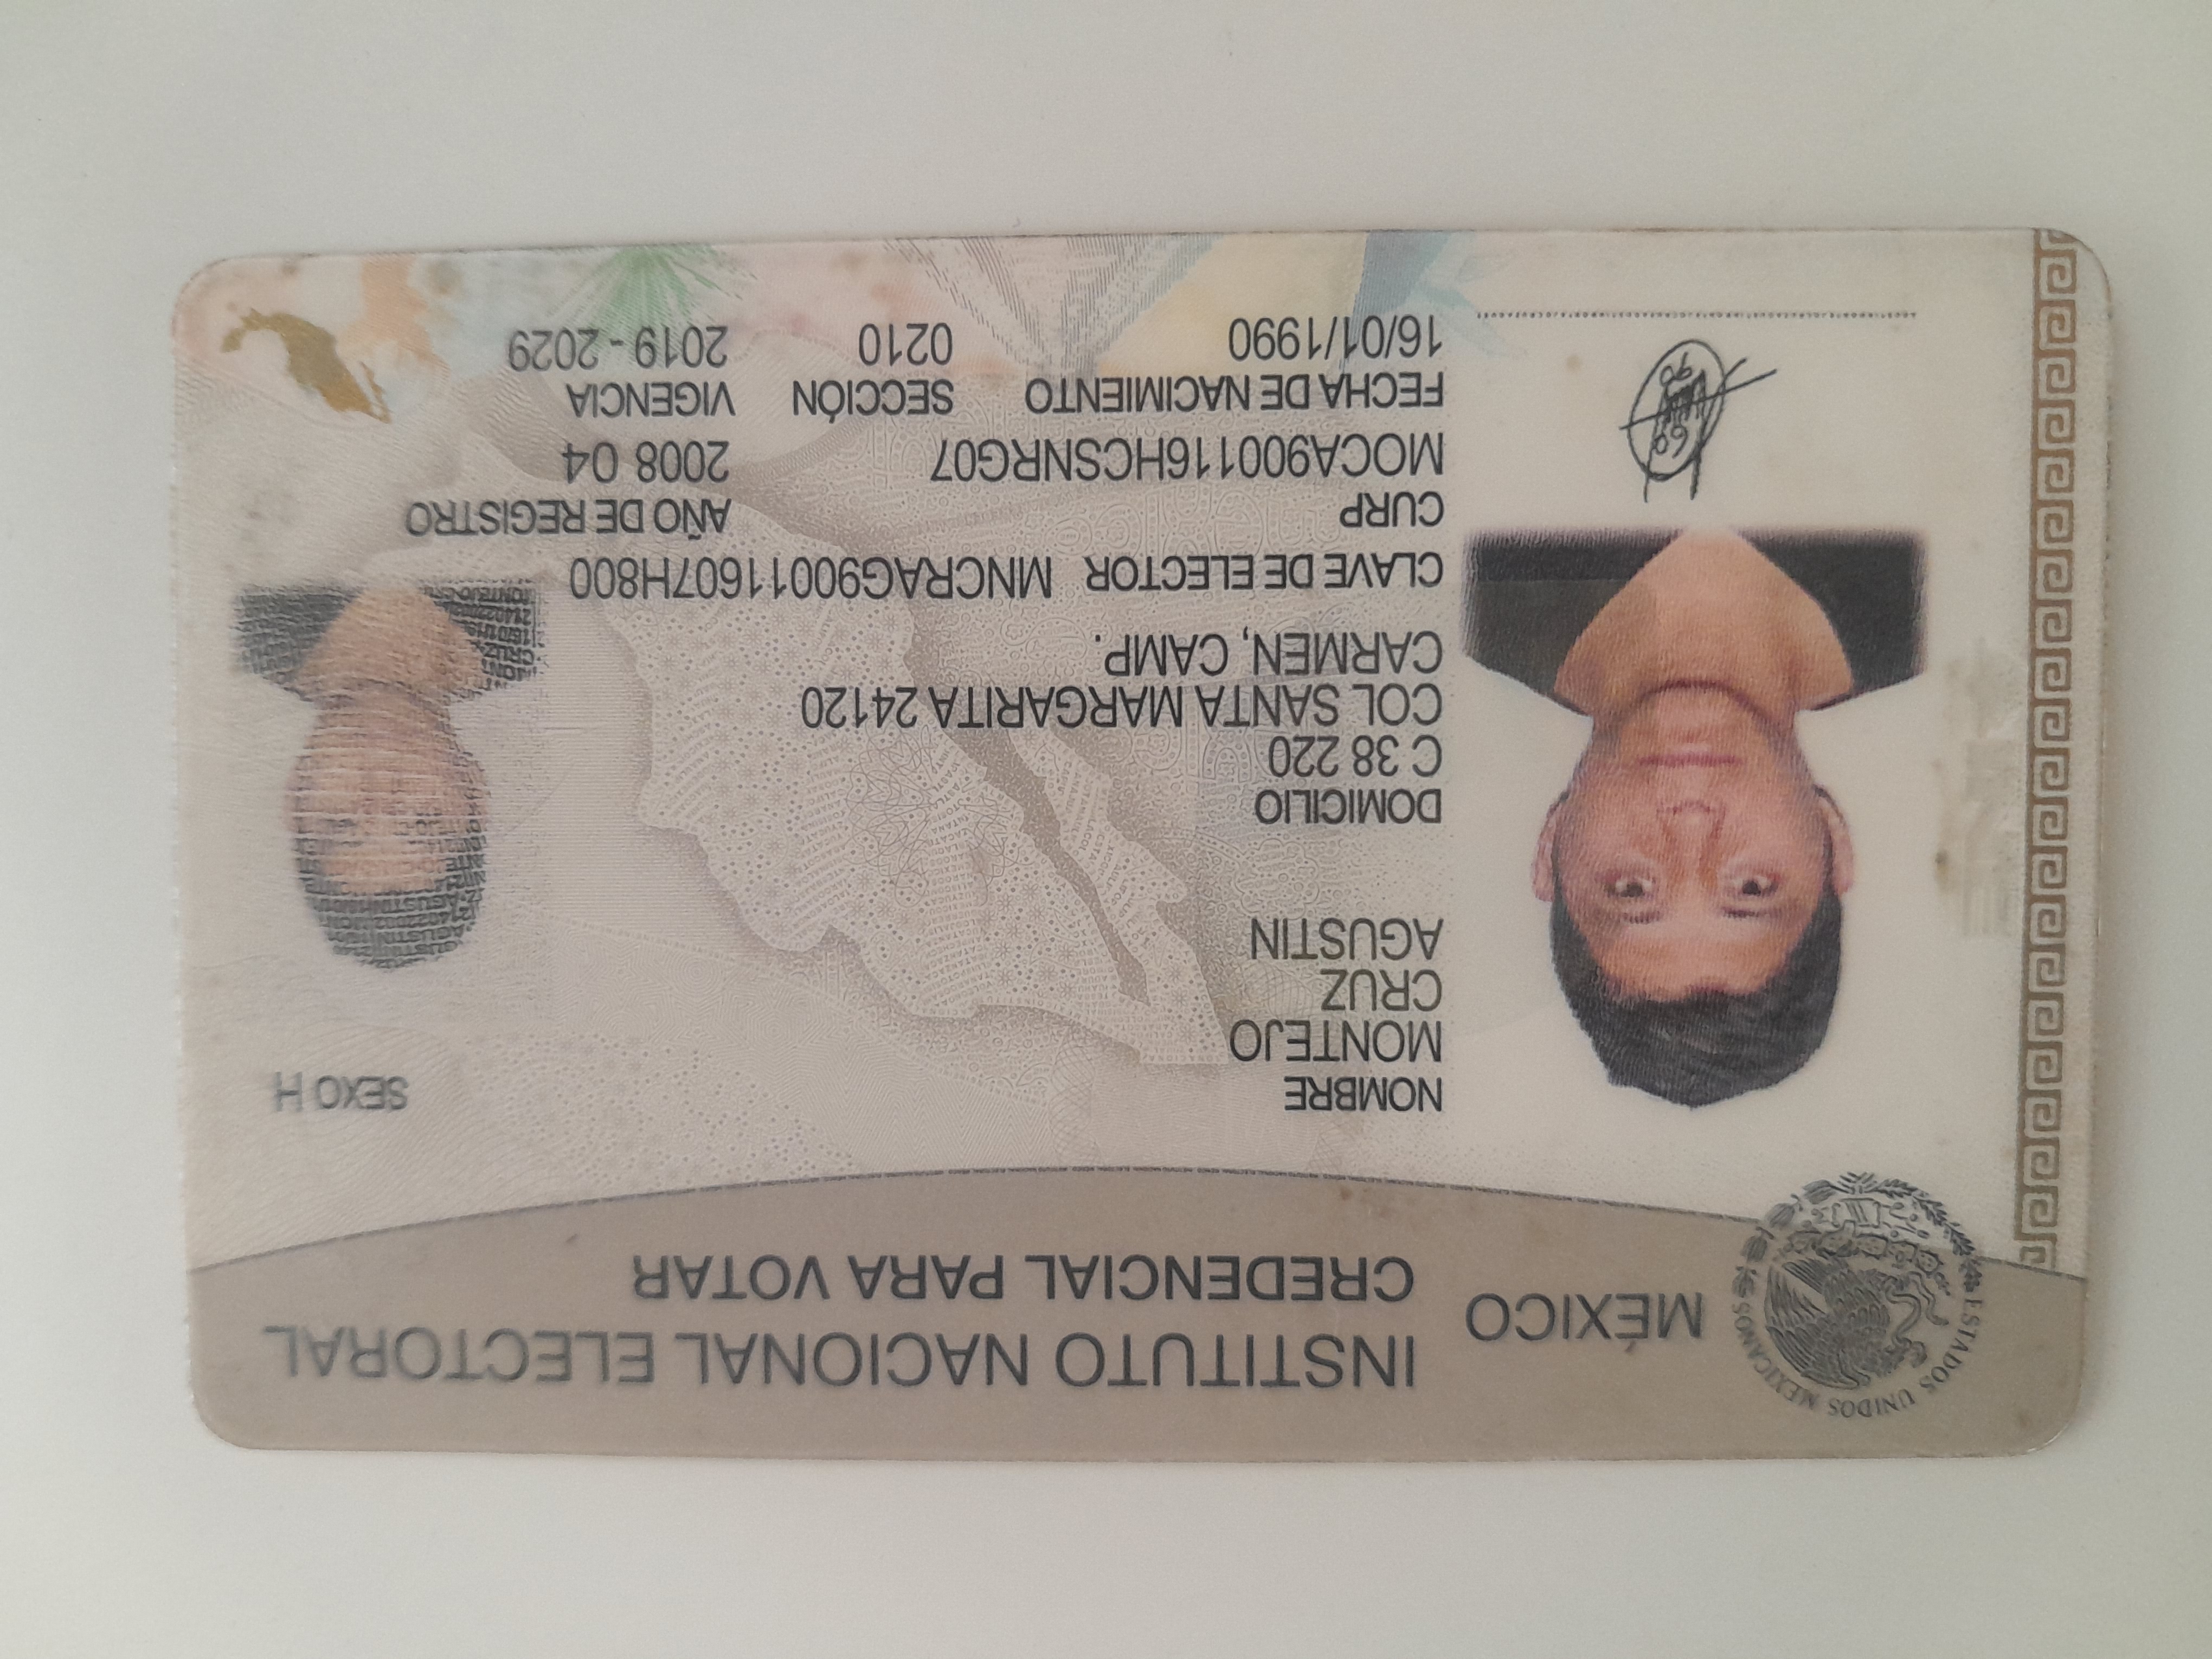 MÉXICO
INSTITUTO NACIONAL ELECTORAL
CREDENCIAL PARA VOTAR
ESTADOS UNIDOS MEXICANOS
NOMBRE
MONTEJO
CRUZ
AGUSTIN
SEXO H
DOMICILIO
C 38 220
COL SANTA MARGARITA 24120
CARMEN, CAMP.
CLAVE DE ELECTOR MNCRAG90011607H800
CURP
MOCA900116HCSNRG07
AÑO DE REGISTRO
2008 04
FECHA DE NACIMIENTO
16/01/1990
SECCIÓN
0210
VIGENCIA
2019 - 2029